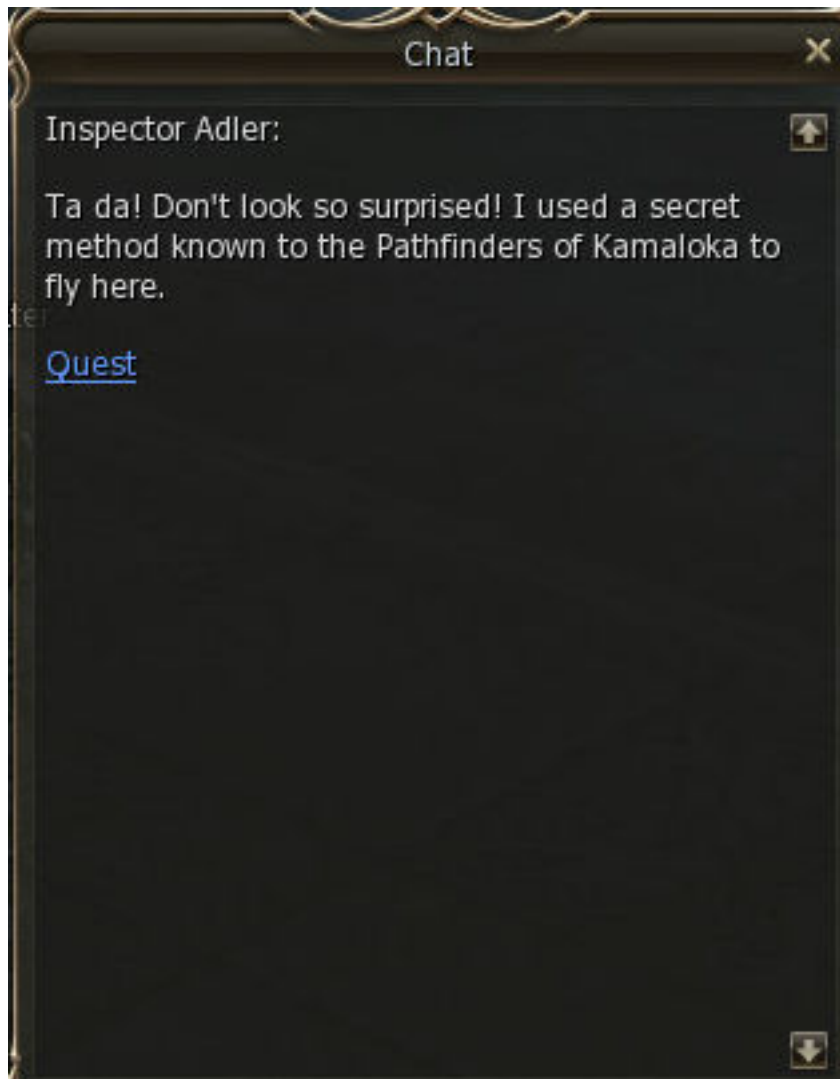 Chat
Inspector Adler:
Ta da! Don't look so surprised! I used a secret
method known to the Pathfinders of Kamaloka to
fly here.
Quest